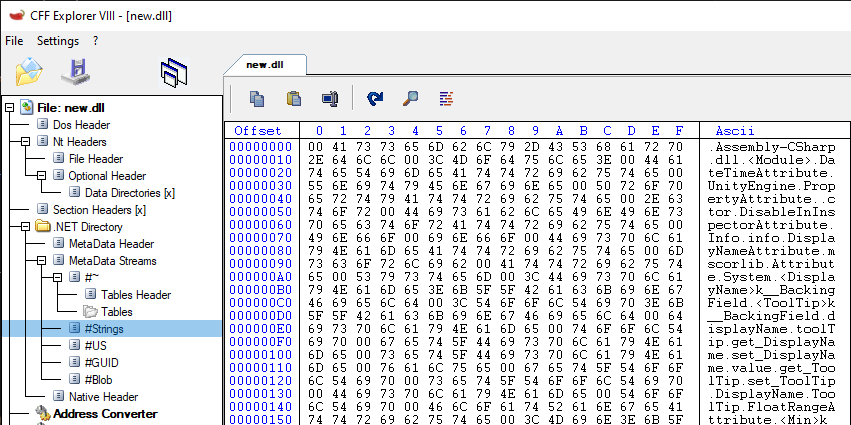 CFF Explorer VIII - [new.dll]
File Settings ?
new.dll
File: new.dll
Dos Header
Nt Headers
File Header
Optional Header
Data Directories [x]
Section Headers [x]
.NET Directory
MetaData Header
MetaData Streams
#~
Tables Header
Tables
#Strings
#US
#GUID
#Blob
Native Header
Address Converter
Offset 0 1 2 3 4 5 6 7 8 9 A B C D E F Ascii
00000000 00 41 73 73 65 6D 62 6C 79 2D 43 53 68 61 72 70 .Assembly-CSharp
00000010 2E 64 6C 6C 00 3C 4D 6F 64 75 6C 65 3E 00 44 61 .dll.<Module>.Da
00000020 74 65 54 69 6D 65 41 74 74 72 69 62 75 74 65 00 teTimeAttribute.
00000030 55 6E 69 74 79 45 6E 67 69 6E 65 00 50 72 6F 70 UnityEngine.Prop
00000040 65 72 74 79 41 74 74 72 69 62 75 74 65 00 2E 63 ertyAttribute..c
00000050 74 6F 72 00 44 69 73 61 62 6C 65 49 6E 49 6E 73 tor.DisableInIns
00000060 70 65 63 74 6F 72 41 74 74 72 69 62 75 74 65 00 pectorAttribute.
00000070 49 6E 66 6F 00 69 6E 66 6F 00 44 69 73 70 6C 61 Info.info.Displa
00000080 79 4E 61 6D 65 41 74 74 72 69 62 75 74 65 00 6D yNameAttribute.m
00000090 73 63 6F 72 6C 69 62 00 41 74 74 72 69 62 75 74 scorlib.Attribut
000000A0 65 00 53 79 73 74 65 6D 00 3C 44 69 73 70 6C 61 e.System.<Displa
000000B0 79 4E 61 6D 65 3E 6B 5F 5F 42 61 63 6B 69 6E 67 yName>k__Backing
000000C0 46 69 65 6C 64 00 3C 54 6F 6F 6C 54 69 70 3E 6B Field.<ToolTip>k
000000D0 5F 5F 42 61 63 6B 69 6E 67 46 69 65 6C 64 00 64 __BackingField.d
000000E0 69 73 70 6C 61 79 4E 61 6D 65 00 74 6F 6F 6C 54 isplayName.toolT
000000F0 69 70 00 67 65 74 5F 44 69 73 70 6C 61 79 4E 61 ip.get_DisplayNa
00000100 6D 65 00 73 65 74 5F 44 69 73 70 6C 61 79 4E 61 me.set_DisplayNa
00000110 6D 65 00 76 61 6C 75 65 00 67 65 74 5F 54 6F 6F me.value.get_Too
00000120 6C 54 69 70 00 73 65 74 5F 54 6F 6F 6C 54 69 70 lTip.set_ToolTip
00000130 00 44 69 73 70 6C 61 79 4E 61 6D 65 00 54 6F 6F .DisplayName.Too
00000140 6C 54 69 70 00 46 6C 6F 61 74 52 61 6E 67 65 41 lTip.FloatRangeA
00000150 74 74 72 69 62 75 74 65 00 3C 4D 69 6E 3E 6B 5F ttribute.<Min>k_